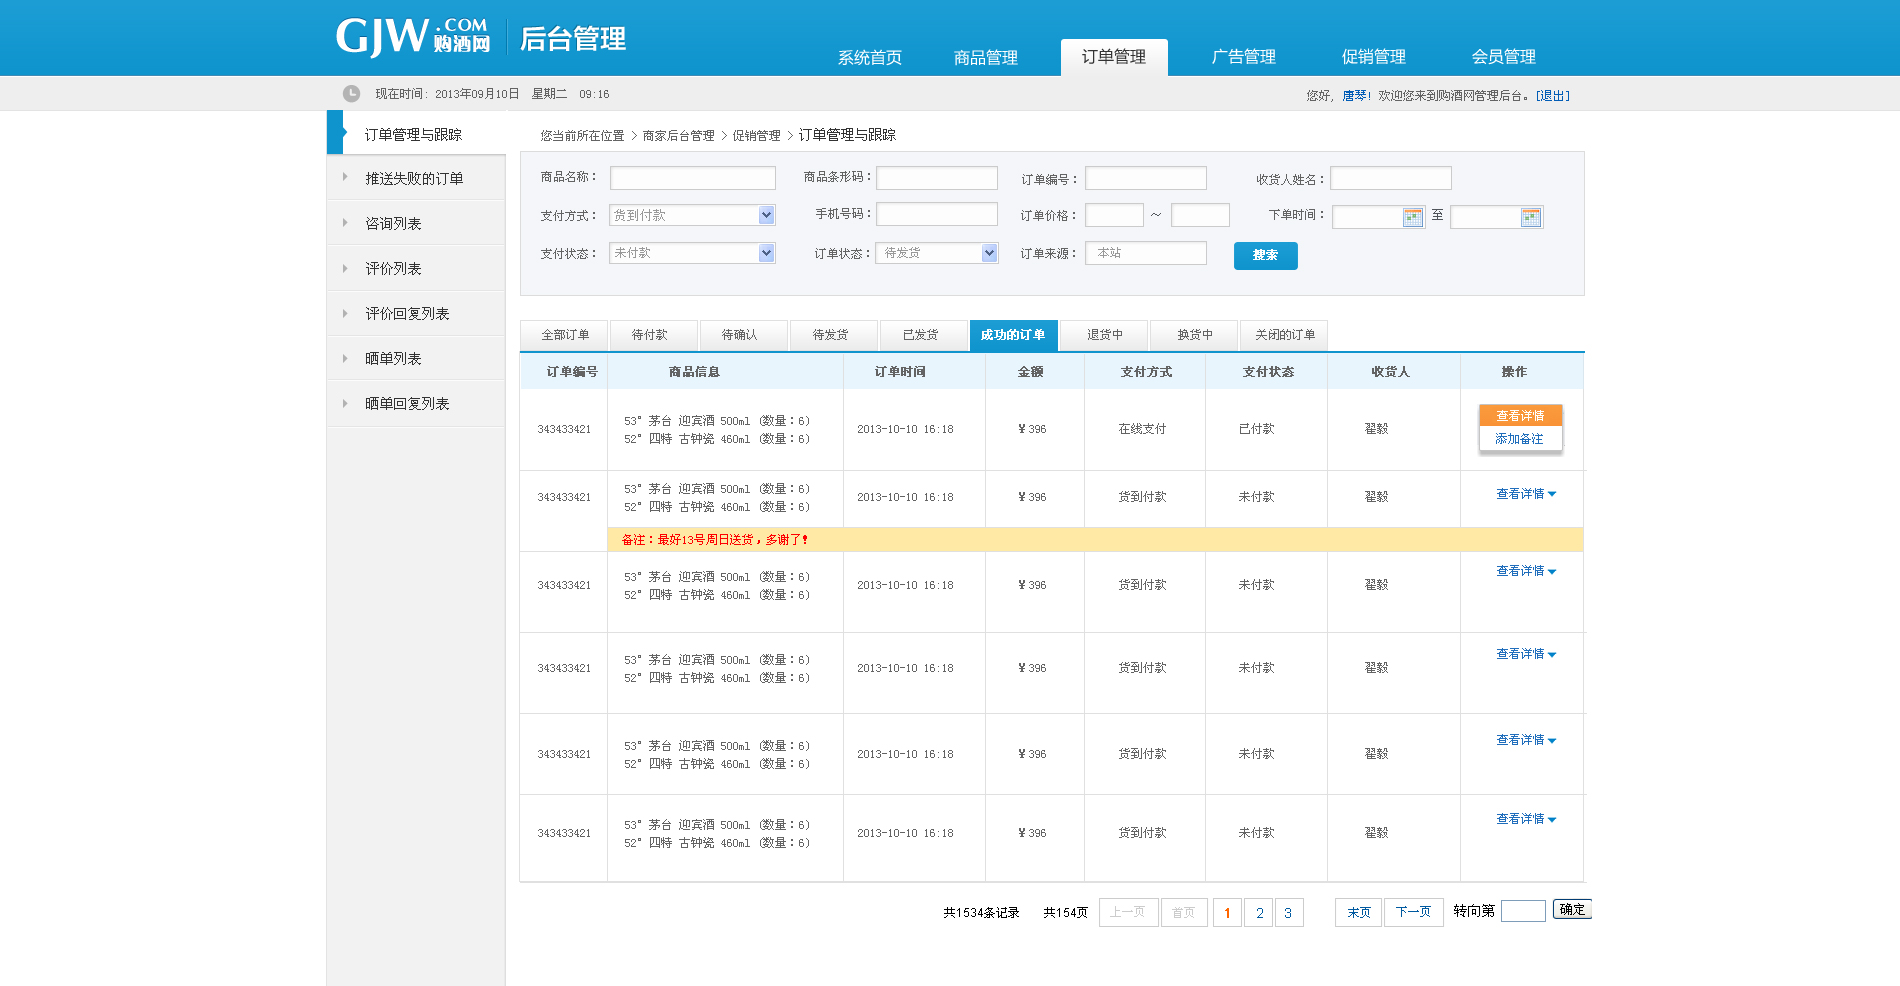 GJW.COM 购酒网 后台管理
系统首页 商品管理 订单管理 广告管理 促销管理 会员管理
现在时间: 2013年09月10日 星期二 09:16
您好, 唐琴! 欢迎您来到购酒网管理后台。[退出]
订单管理与跟踪
推送失败的订单
咨询列表
评价列表
评价回复列表
晒单列表
晒单回复列表
您当前所在位置 > 商家后台管理 > 促销管理 > 订单管理与跟踪
商品名称： 商品条形码： 订单编号： 收货人姓名：
支付方式： 货到付款 手机号码： 订单价格： ~ 下单时间： 至
支付状态： 未付款 订单状态： 待发货 订单来源： 本站 搜索
全部订单 待付款 待确认 待发货 已发货 成功的订单 退货中 换货中 关闭的订单
订单编号 商品信息 订单时间 金额 支付方式 支付状态 收货人 操作
343433421 53° 茅台 迎宾酒 500ml (数量：6) 2013-10-10 16:18 ¥ 396 在线支付 已付款 翟毅 查看详情
52° 四特 古钟瓷 460ml (数量：6) 添加备注
343433421 53° 茅台 迎宾酒 500ml (数量：6) 2013-10-10 16:18 ¥ 396 货到付款 未付款 翟毅 查看详情
52° 四特 古钟瓷 460ml (数量：6)
备注：最好13号周日送货，多谢了!
343433421 53° 茅台 迎宾酒 500ml (数量：6) 2013-10-10 16:18 ¥ 396 货到付款 未付款 翟毅 查看详情
52° 四特 古钟瓷 460ml (数量：6)
343433421 53° 茅台 迎宾酒 500ml (数量：6) 2013-10-10 16:18 ¥ 396 货到付款 未付款 翟毅 查看详情
52° 四特 古钟瓷 460ml (数量：6)
343433421 53° 茅台 迎宾酒 500ml (数量：6) 2013-10-10 16:18 ¥ 396 货到付款 未付款 翟毅 查看详情
52° 四特 古钟瓷 460ml (数量：6)
343433421 53° 茅台 迎宾酒 500ml (数量：6) 2013-10-10 16:18 ¥ 396 货到付款 未付款 翟毅 查看详情
52° 四特 古钟瓷 460ml (数量：6)
共1534条记录 共154页 上一页 首页 1 2 3 末页 下一页 转向第 确定